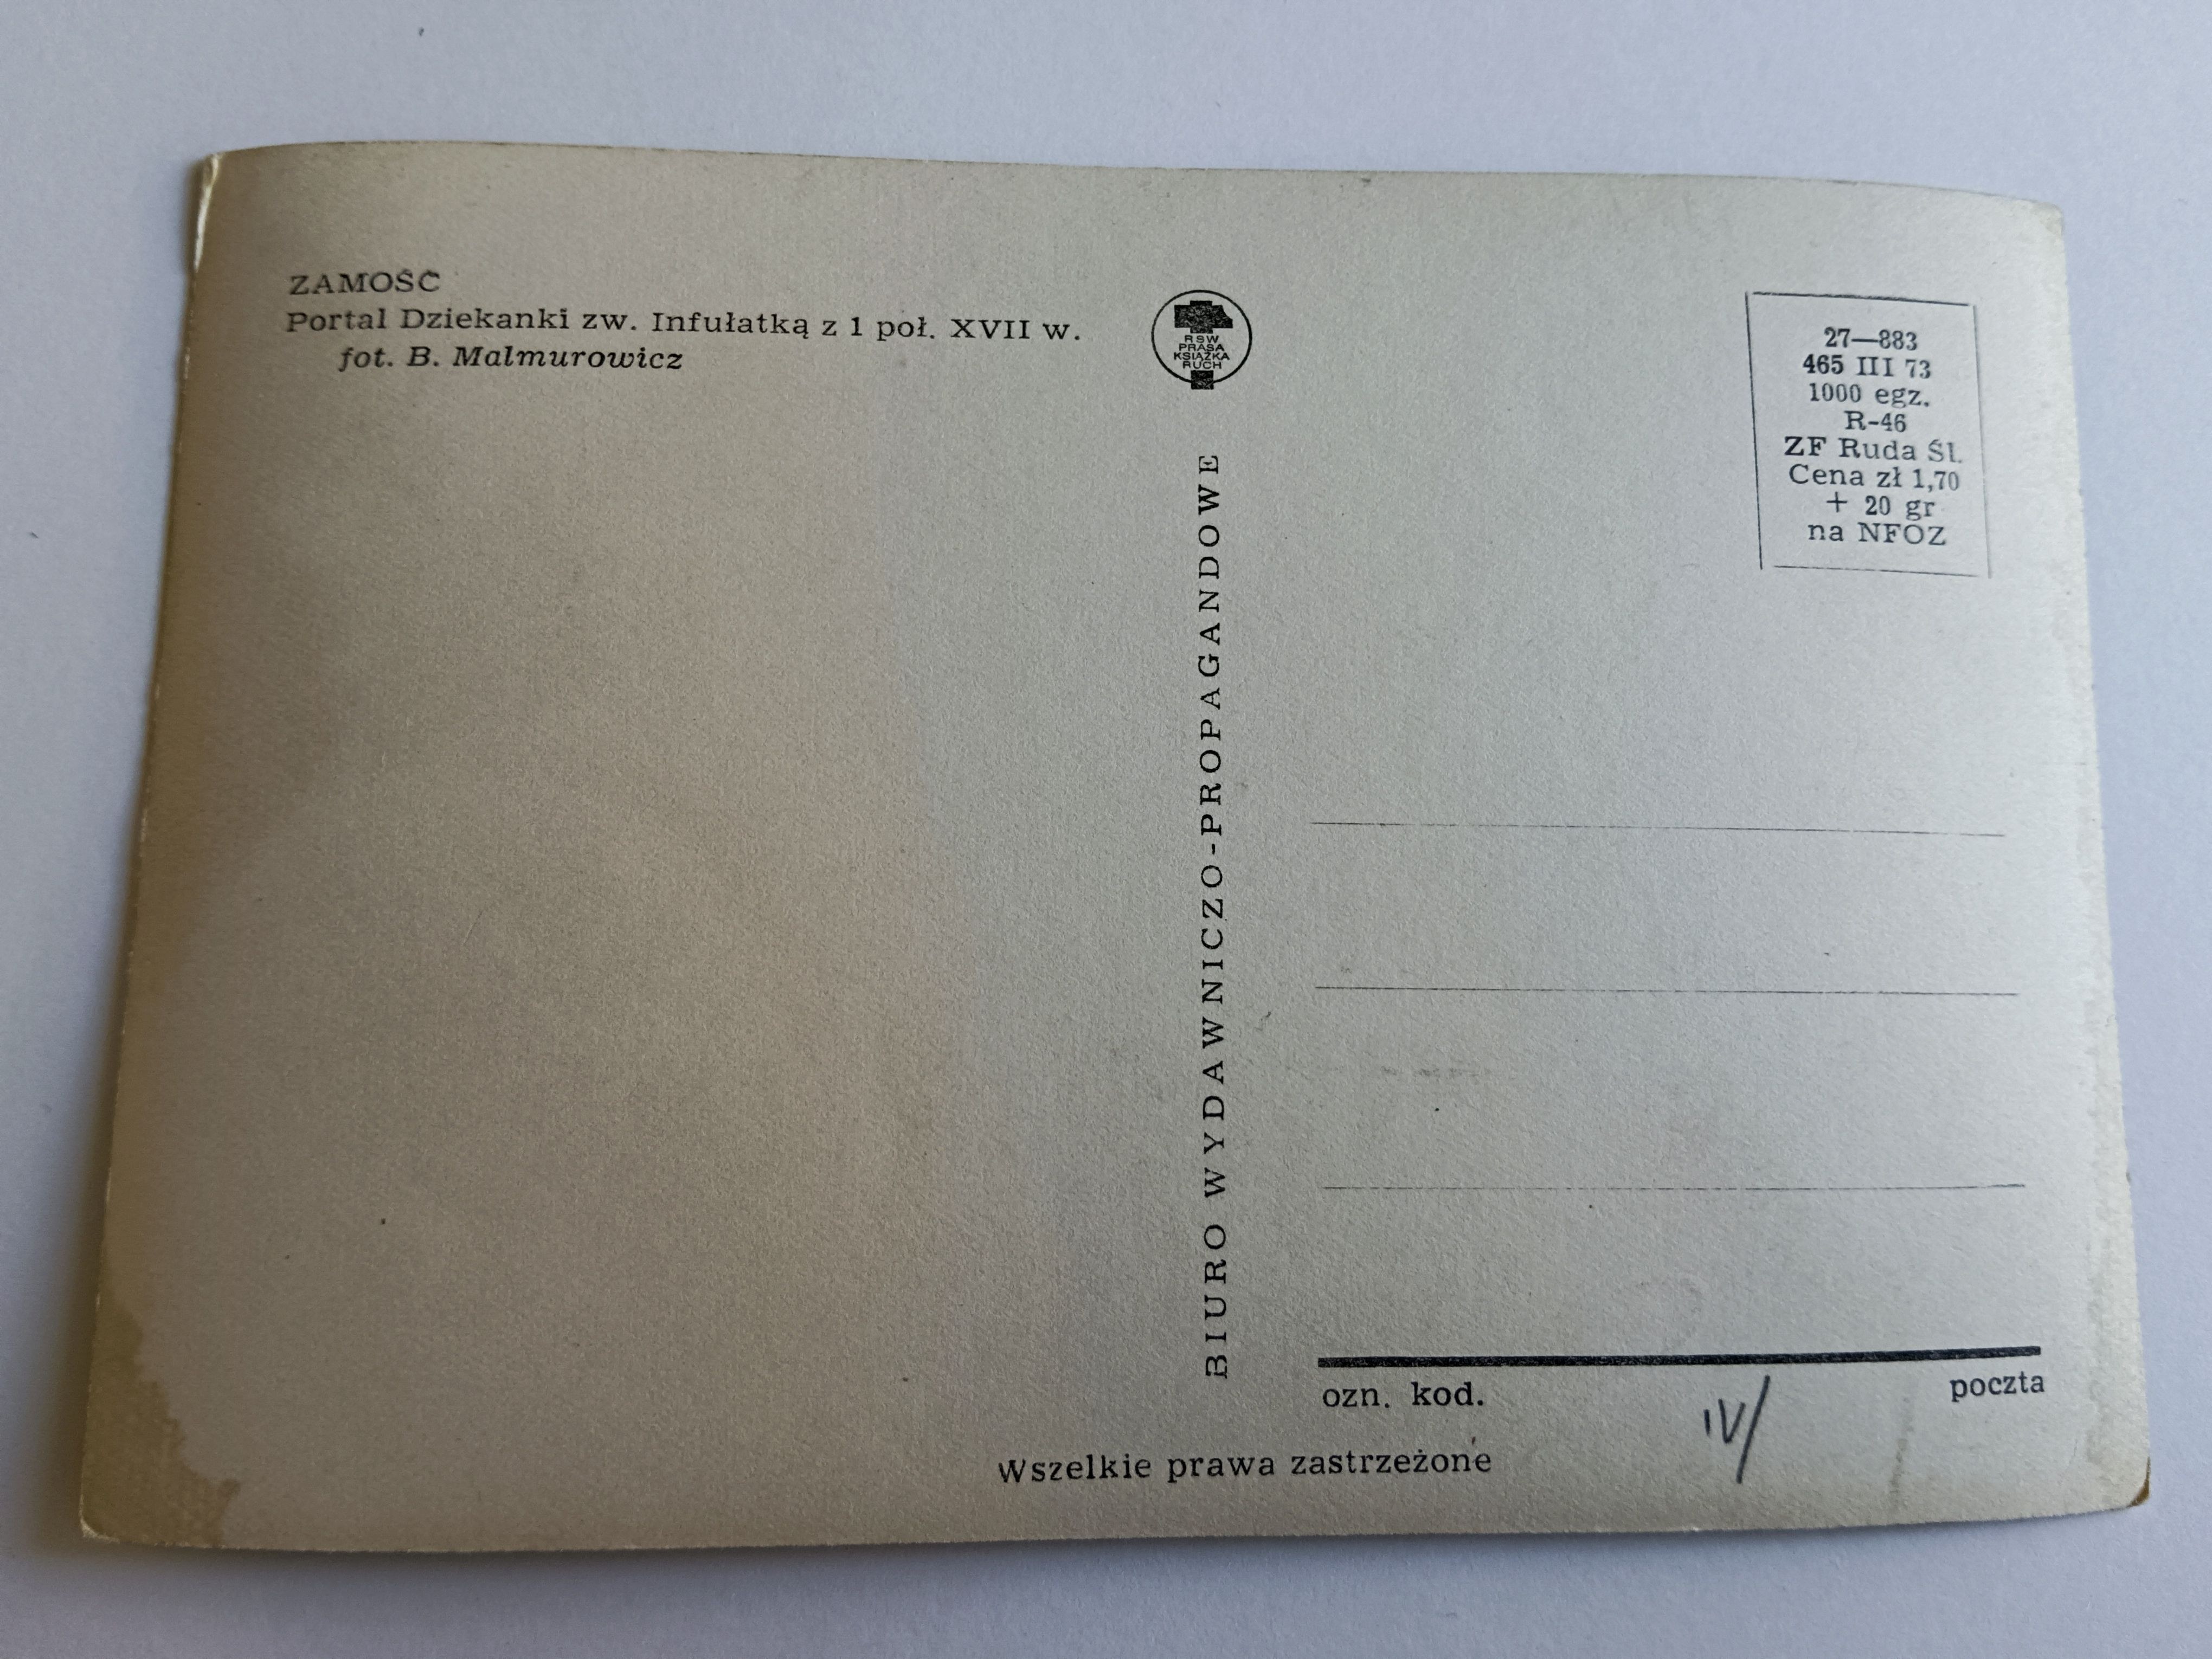 ZAMOŚĆ
Portal Dziekanki zw. Infułatką z 1 poł. XVII w.
fot. B. Malmurowicz
RSW
PRASA
KSIĄŻKA
RUCH
BIURO WYDAWNICZO-PROPAGANDOWE
27—883
465 III 73
1000 egz.
R-46
ZF Ruda Śl.
Cena zł 1,70
+ 20 gr
na NFOZ
ozn. kod.
poczta
IV/
Wszelkie prawa zastrzeżone